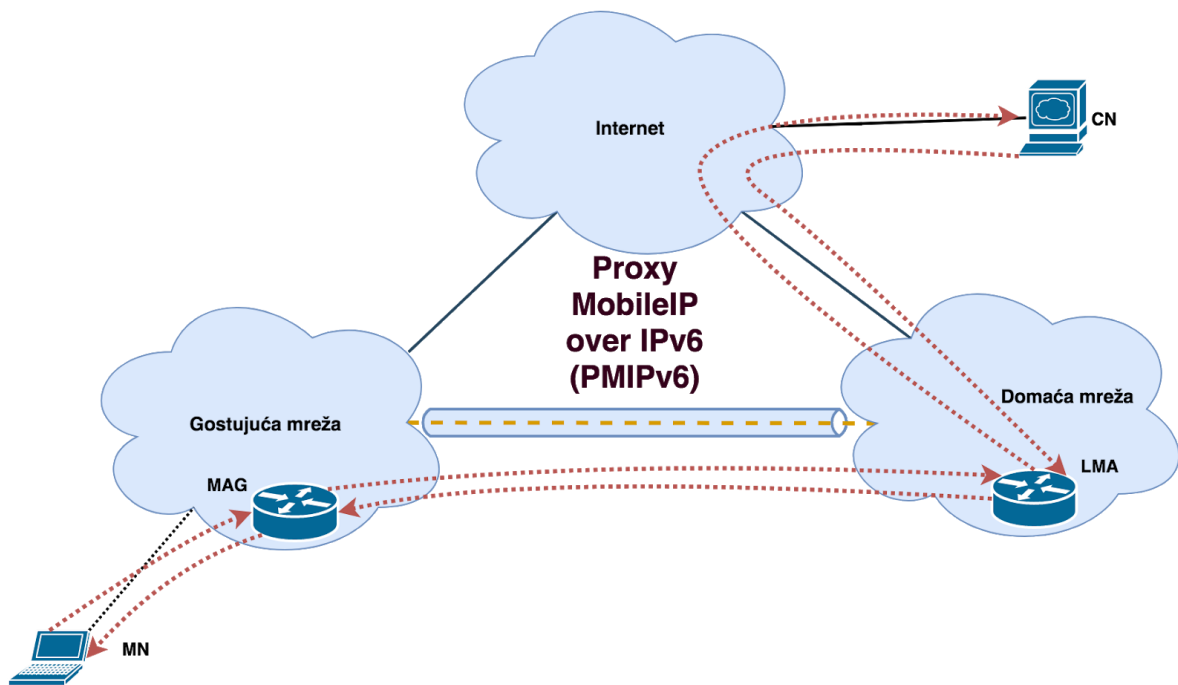 Internet
CN
Proxy
MobileIP
over IPv6
(PMIPv6)
Gostujuća mreža
Domaća mreža
MAG
LMA
MN